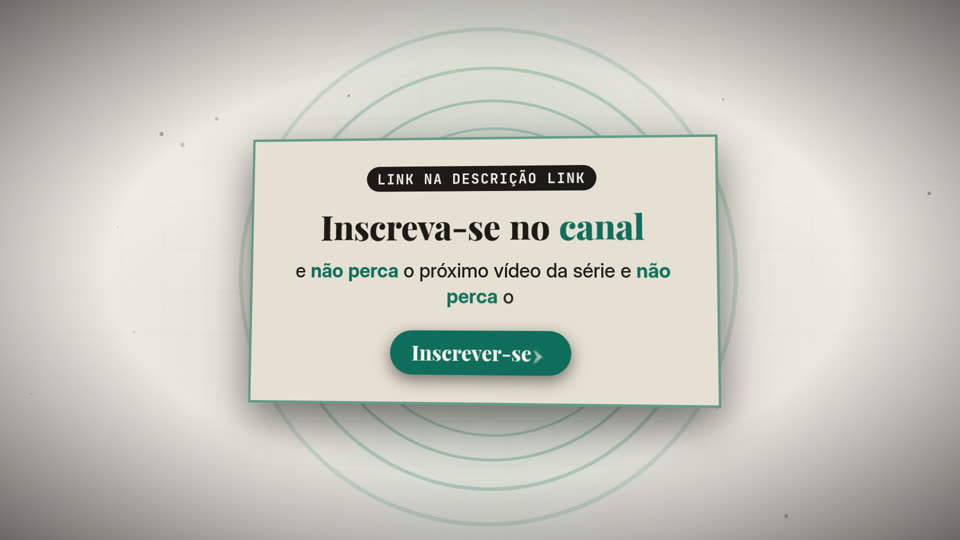 LINK NA DESCRIÇÃO LINK
Inscreva-se no canal
e não perca o próximo vídeo da série e não
perca o
Inscrever-se